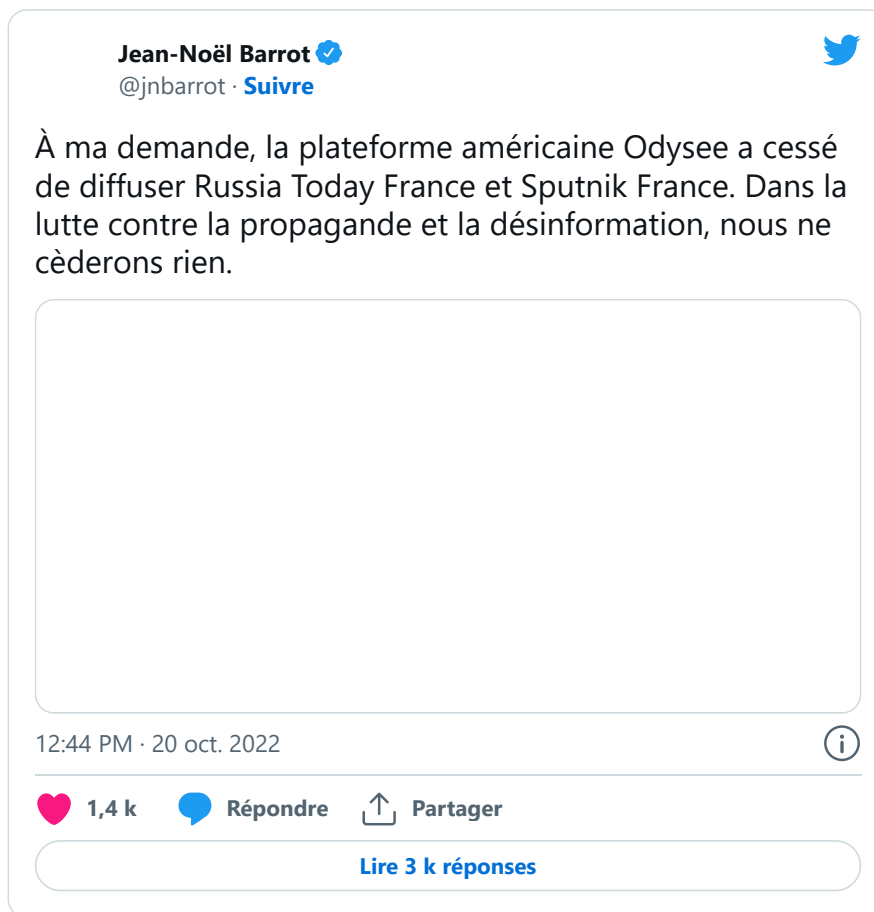 Jean-Noël Barrot
@jnbarrot · Suivre
À ma demande, la plateforme américaine Odysee a cessé
de diffuser Russia Today France et Sputnik France. Dans la
lutte contre la propagande et la désinformation, nous ne
cèderons rien.
12:44 PM · 20 oct. 2022
1,4 k Répondre Partager
Lire 3 k réponses